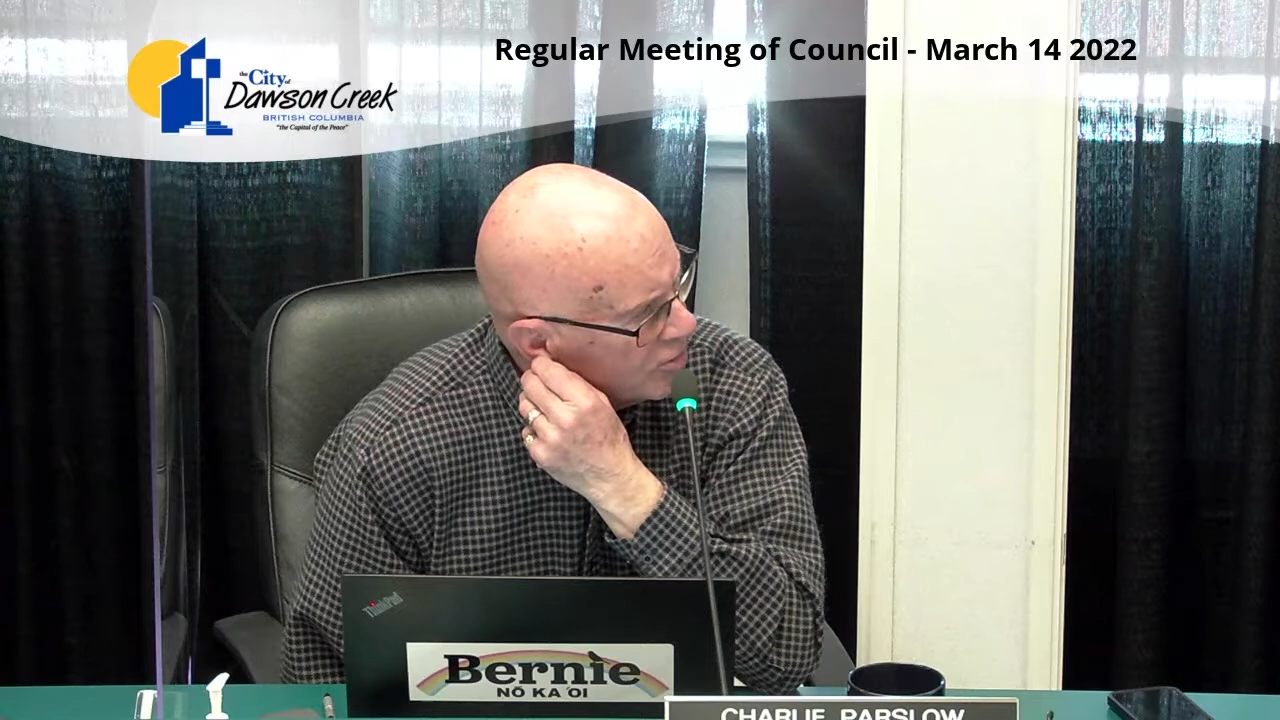 Regular Meeting of Council - March 14 2022
the City of
Dawson Creek
BRITISH COLUMBIA
"the Capital of the Peace"
ThinkPad
Bernie
NŌ KA ʻOI
CHARLIE PARSLOW